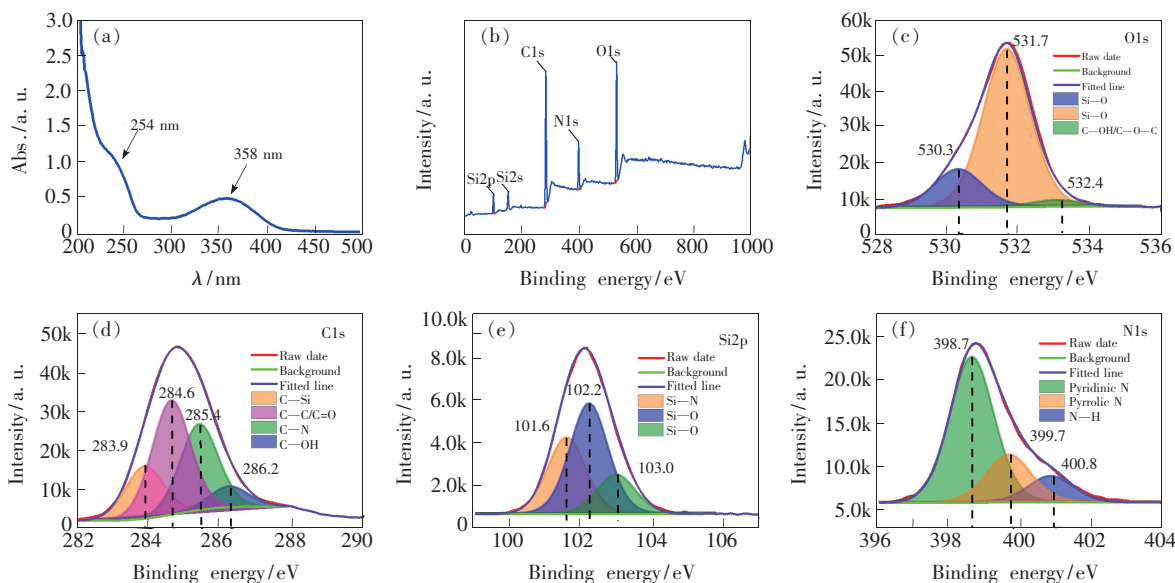 (a)
3.0
2.5
2.0
1.5
1.0
0.5
0
Abs./a. u.
254 nm
358 nm
200 250 300 350 400 450 500
λ/nm
(b)
C1s
O1s
N1s
Si2p
Si2s
Intensity/a. u.
0 200 400 600 800 1000
Binding energy/eV
(c)
O1s
60k
50k
40k
30k
20k
10k
0
Intensity/a. u.
531.7
530.3
532.4
Raw date
Background
Fitted line
Si—O
Si—O
C—OH/C—O—C
528 530 532 534 536
Binding energy/eV
(d)
C1s
50k
40k
30k
20k
10k
0
Intensity/a. u.
Raw date
Background
Fitted line
C—Si
C—C/C=O
C—N
C—OH
284.6
285.4
283.9
286.2
282 284 286 288 290
Binding energy/eV
(e)
Si2p
10.0k
8.0k
6.0k
4.0k
2.0k
0
Intensity/a. u.
Raw date
Background
Fitted line
Si—N
Si—O
Si—O
102.2
101.6
103.0
100 102 104 106
Binding energy/eV
(f)
N1s
25.0k
20.0k
15.0k
10.0k
5.0k
0
Intensity/a. u.
398.7
Raw date
Background
Fitted line
Pyridinic N
Pyrrolic N
N—H
399.7
400.8
396 398 400 402 404
Binding energy/eV